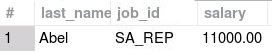 # last_name job_id salary
1 Abel SA_REP 11000.00